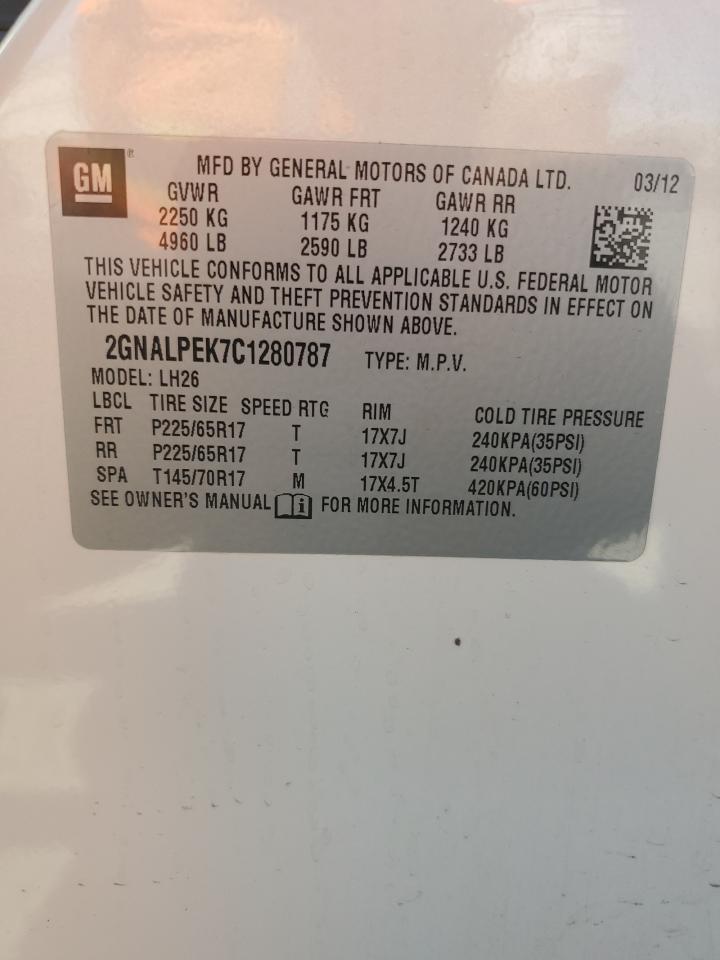 GM ®
MFD BY GENERAL MOTORS OF CANADA LTD. 03/12
GVWR GAWR FRT GAWR RR
2250 KG 1175 KG 1240 KG
4960 LB 2590 LB 2733 LB
THIS VEHICLE CONFORMS TO ALL APPLICABLE U.S. FEDERAL MOTOR
VEHICLE SAFETY AND THEFT PREVENTION STANDARDS IN EFFECT ON
THE DATE OF MANUFACTURE SHOWN ABOVE.
2GNALPEK7C1280787 TYPE: M.P.V.
MODEL: LH26
LBCL TIRE SIZE SPEED RTG RIM COLD TIRE PRESSURE
FRT P225/65R17 T 17X7J 240KPA(35PSI)
RR P225/65R17 T 17X7J 240KPA(35PSI)
SPA T145/70R17 M 17X4.5T 420KPA(60PSI)
SEE OWNER'S MANUAL i FOR MORE INFORMATION.